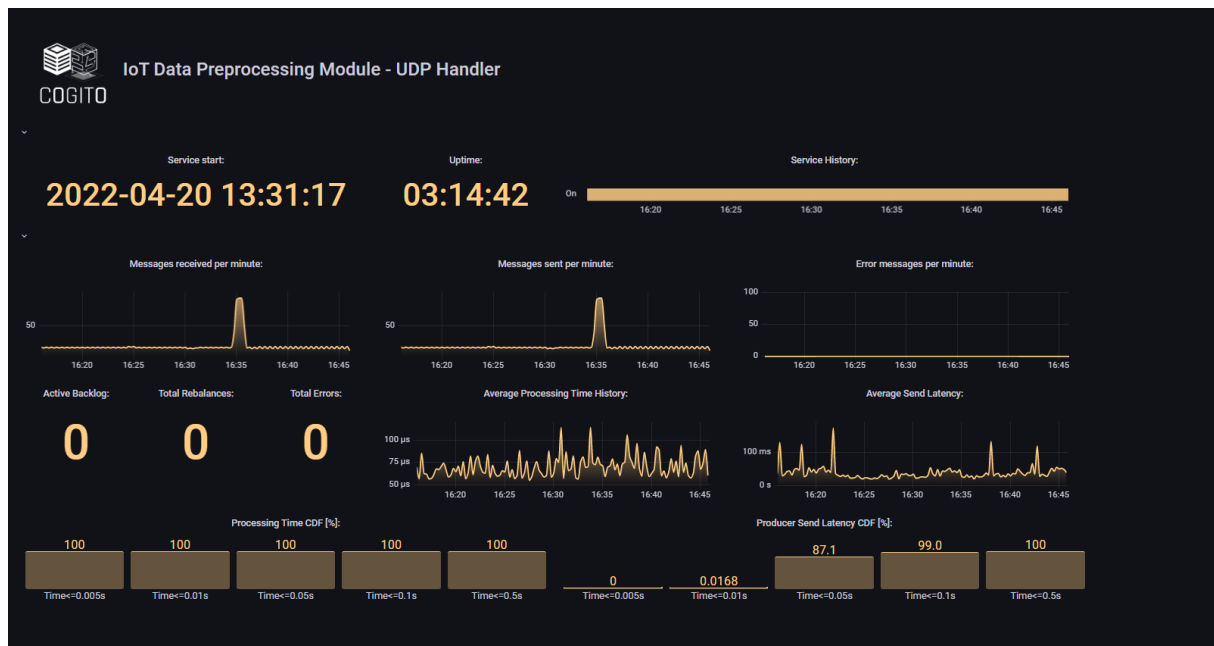 IoT Data Preprocessing Module - UDP Handler
COGITO
Service start:
Uptime:
Service History:
2022-04-20 13:31:17
03:14:42
On
16:20 16:25 16:30 16:35 16:40 16:45
Messages received per minute:
Messages sent per minute:
Error messages per minute:
50
16:20 16:25 16:30 16:35 16:40 16:45
50
16:20 16:25 16:30 16:35 16:40 16:45
100
50
0
16:20 16:25 16:30 16:35 16:40 16:45
Active Backlog:
Total Rebalances:
Total Errors:
Average Processing Time History:
Average Send Latency:
0
0
0
100 μs
75 μs
50 μs
16:20 16:25 16:30 16:35 16:40 16:45
100 ms
0 s
16:20 16:25 16:30 16:35 16:40 16:45
Processing Time CDF [%]:
100 100 100 100 100
Time<=0.005s Time<=0.01s Time<=0.05s Time<=0.1s Time<=0.5s
Producer Send Latency CDF [%]:
0 0.0168 87.1 99.0 100
Time<=0.005s Time<=0.01s Time<=0.05s Time<=0.1s Time<=0.5s